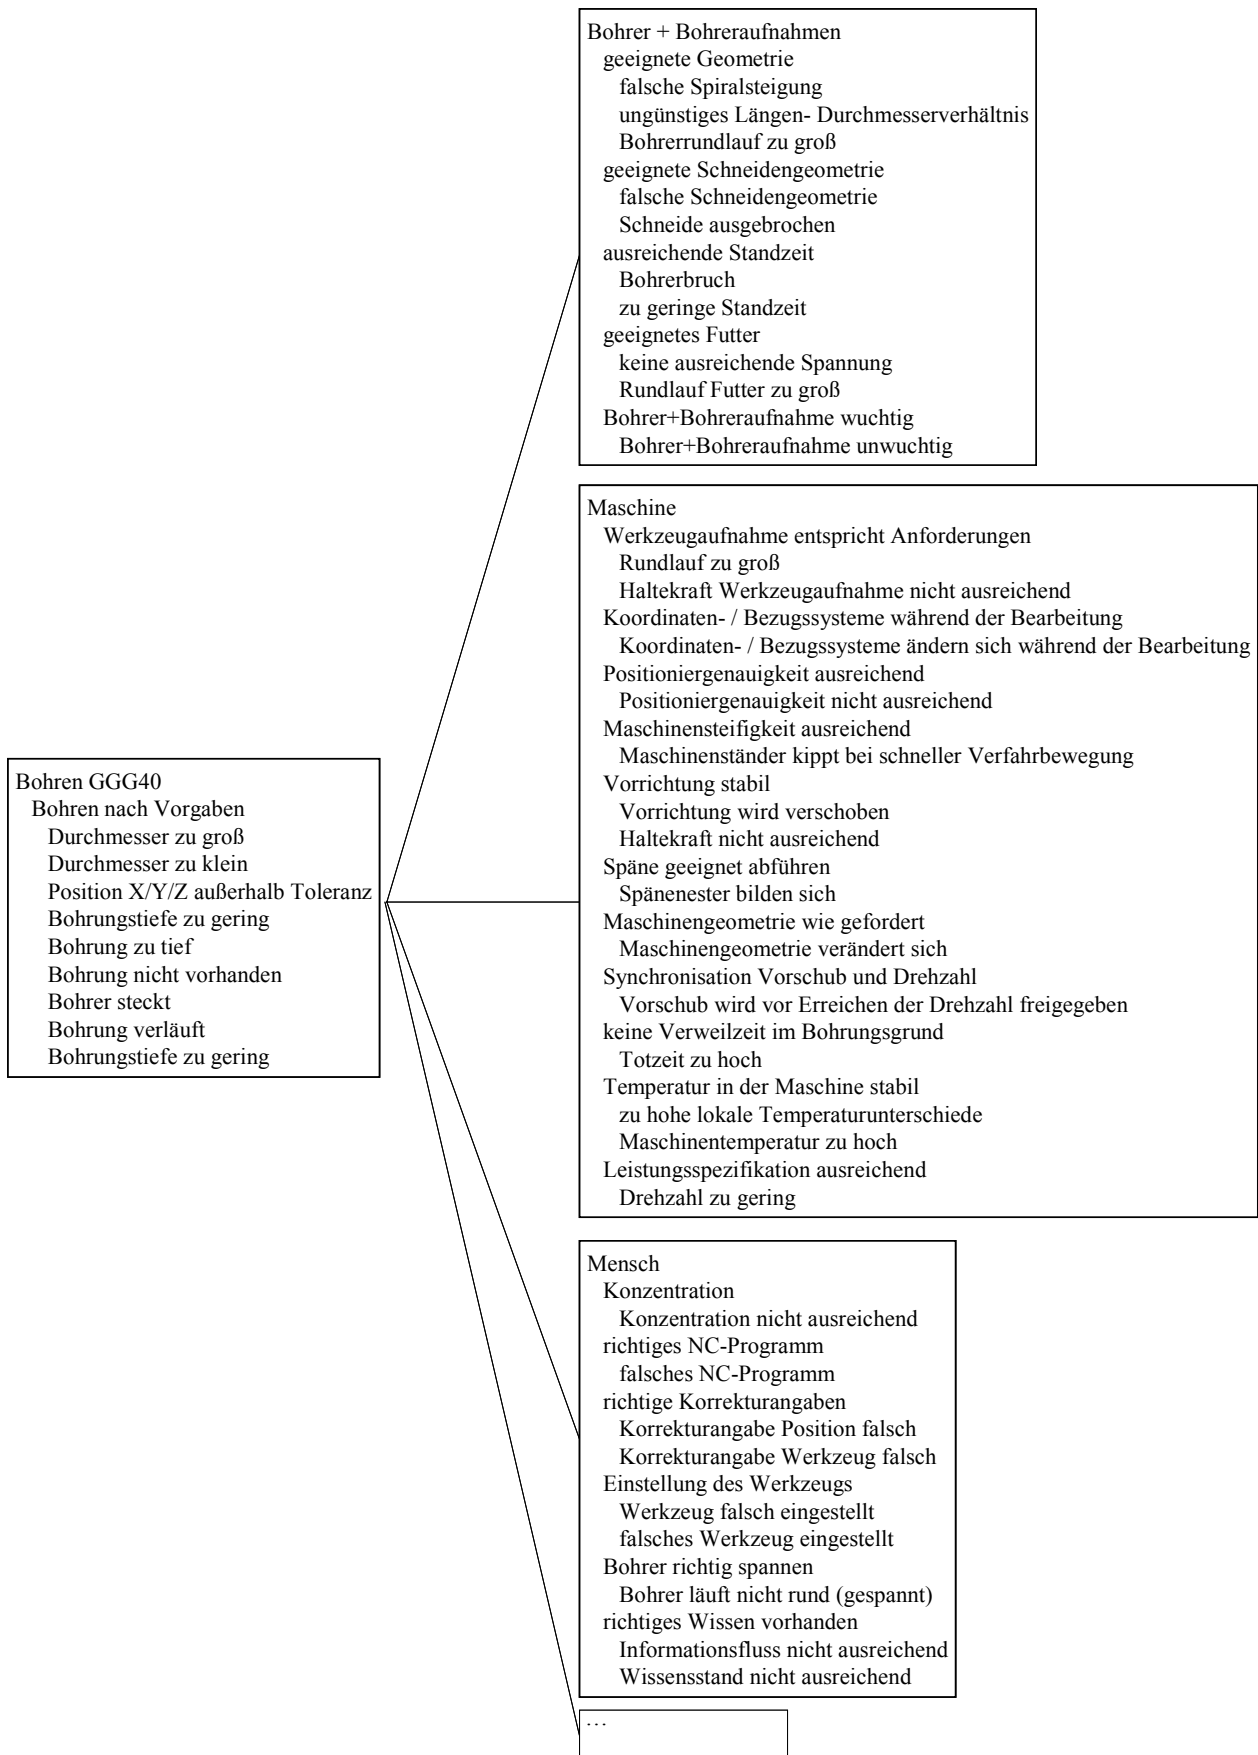 Bohrer + Bohreraufnahmen
geeignete Geometrie
falsche Spiralsteigung
ungünstiges Längen- Durchmesserverhältnis
Bohrerrundlauf zu groß
geeignete Schneidengeometrie
falsche Schneidengeometrie
Schneide ausgebrochen
ausreichende Standzeit
Bohrerbruch
zu geringe Standzeit
geeignetes Futter
keine ausreichende Spannung
Rundlauf Futter zu groß
Bohrer+Bohreraufnahme wuchtig
Bohrer+Bohreraufnahme unwuchtig
Maschine
Werkzeugaufnahme entspricht Anforderungen
Rundlauf zu groß
Haltekraft Werkzeugaufnahme nicht ausreichend
Koordinaten- / Bezugssysteme während der Bearbeitung
Koordinaten- / Bezugssysteme ändern sich während der Bearbeitung
Positioniergenauigkeit ausreichend
Positioniergenauigkeit nicht ausreichend
Maschinensteifigkeit ausreichend
Maschinenständer kippt bei schneller Verfahrbewegung
Vorrichtung stabil
Vorrichtung wird verschoben
Haltekraft nicht ausreichend
Späne geeignet abführen
Spänenester bilden sich
Maschinengeometrie wie gefordert
Maschinengeometrie verändert sich
Synchronisation Vorschub und Drehzahl
Vorschub wird vor Erreichen der Drehzahl freigegeben
keine Verweilzeit im Bohrungsgrund
Totzeit zu hoch
Temperatur in der Maschine stabil
zu hohe lokale Temperaturunterschiede
Maschinentemperatur zu hoch
Leistungsspezifikation ausreichend
Drehzahl zu gering
Bohren GGG40
Bohren nach Vorgaben
Durchmesser zu groß
Durchmesser zu klein
Position X/Y/Z außerhalb Toleranz
Bohrungstiefe zu gering
Bohrung zu tief
Bohrung nicht vorhanden
Bohrer steckt
Bohrung verläuft
Bohrungstiefe zu gering
Mensch
Konzentration
Konzentration nicht ausreichend
richtiges NC-Programm
falsches NC-Programm
richtige Korrekturangaben
Korrekturangabe Position falsch
Korrekturangabe Werkzeug falsch
Einstellung des Werkzeugs
Werkzeug falsch eingestellt
falsches Werkzeug eingestellt
Bohrer richtig spannen
Bohrer läuft nicht rund (gespannt)
richtiges Wissen vorhanden
Informationsfluss nicht ausreichend
Wissensstand nicht ausreichend
…